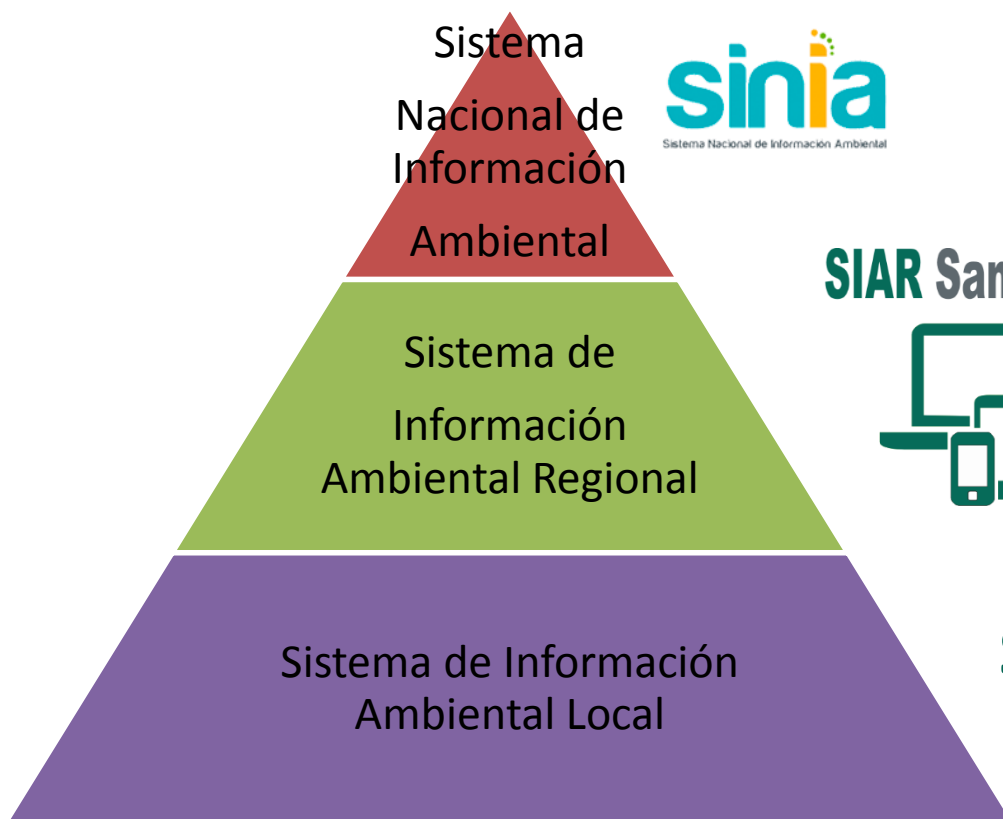 Sistema
Nacional de
Información
Ambiental
sinia
Sistema Nacional de Información Ambiental
SIAR
Sistema de
Información
Ambiental Regional
Sistema de Información
Ambiental Local